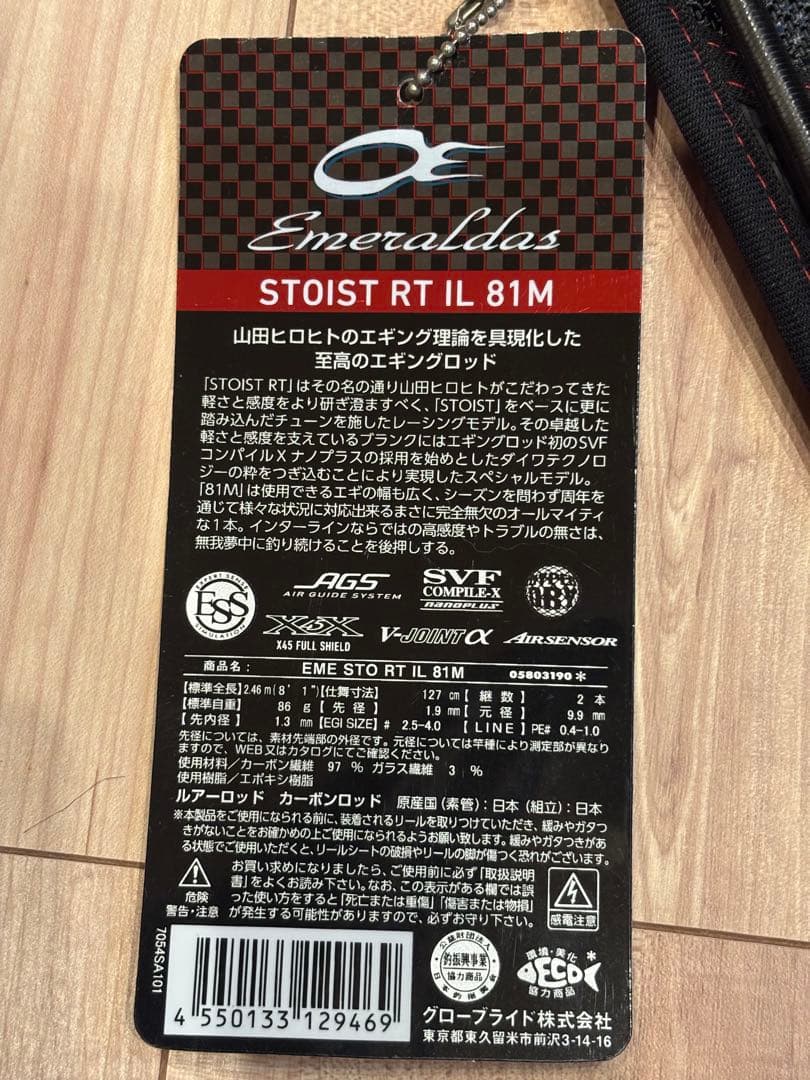 Emeraldas
STOIST RT IL 81M
山田ヒロヒトのエギング理論を具現化した
至高のエギングロッド
「STOIST RT」はその名の通り山田ヒロヒトがこだわってきた
軽さと感度をより研ぎ澄ますべく、「STOIST」をベースに更に
踏み込んだチューンを施したレーシングモデル。その卓越した
軽さと感度を支えているブランクにはエギングロッド初のSVF
コンパイルX ナノプラスの採用を始めとしたダイワテクノロ
ジーの粋をつぎ込むことにより実現したスペシャルモデル。
「81M」は使用できるエギの幅も広く、シーズンを問わず周年を
通じて様々な状況に対応出来るまさに完全無欠のオールマイティ
な1本。インターラインならではの高感度やトラブルの無さは、
無我夢中に釣り続けることを後押しする。
EXPERT SENSE
ESS
SIMULATION
AGS
AIR GUIDE SYSTEM
SVF
COMPILE-X
nanoplus
DRY
X45X
X45 FULL SHIELD
V-JOINTα
AIRSENSOR
商品名: EME STO RT IL 81M 05803190*
【標準全長】2.46 m(8' 1")【仕舞寸法】 127 cm【継数】 2 本
【標準自重】 86 g【先径】 1.9 mm【元径】 9.9 mm
【先内径】 1.3 mm【EGI SIZE】# 2.5-4.0 【LINE】PE# 0.4-1.0
先径については、素材先端部の外径です。元径については竿種により測定部が異なり
ますので、WEB又はカタログにてご確認ください。
使用材料/カーボン繊維 97 % ガラス繊維 3 %
使用樹脂/エポキシ樹脂
ルアーロッド カーボンロッド 原産国(素管):日本(組立):日本
※本製品をご使用になられる前に、装着されるリールを取りつけていただき、緩みやガタつ
きがないことをお確かめの上ご使用になられるようお願い致します。緩みやガタつきがあ
る状態でご使用いただくと、リールシートの破損やリールの脚が傷つく恐れがございます。
危険
警告・注意
お買い求めになりましたら、ご使用前に必ず「取扱説明
書」をよくお読み下さい。なお、この表示がある欄では誤
った使い方をすると「死亡または重傷」「傷害または物損」
が発生する可能性がありますので、必ずお守り下さい。
感電注意
7054SA101
4 550133 129469
公益財団法人
釣振興事業
協力商品
日本釣振興会
環境・美化
ECO
協力商品
*
グローブライド株式会社
東京都東久留米市前沢3-14-16